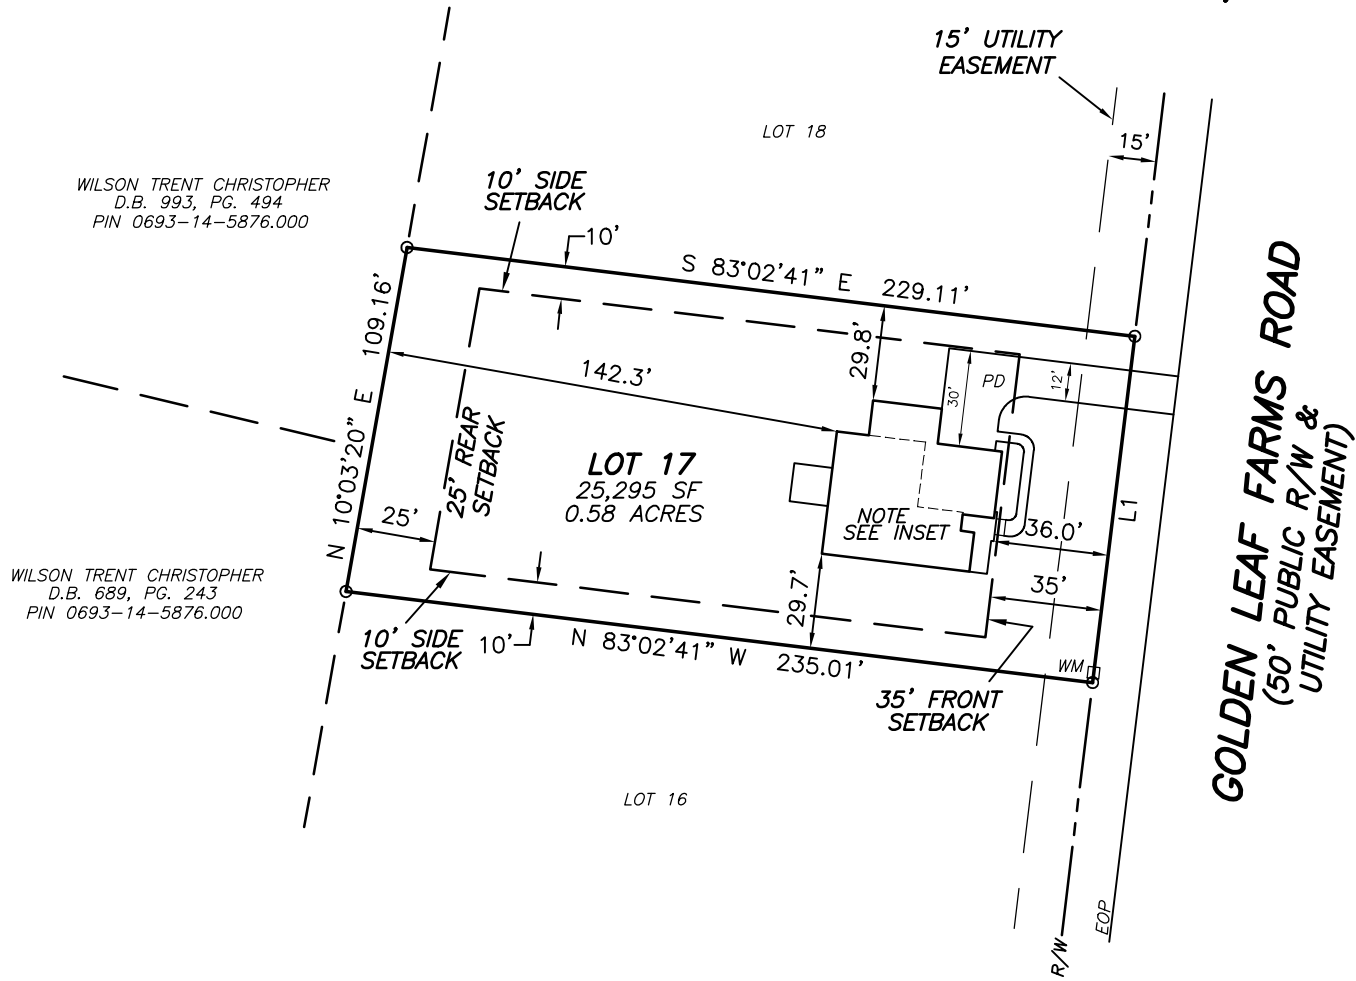 15' UTILITY
EASEMENT
15'
LOT 18
WILSON TRENT CHRISTOPHER
D.B. 993, PG. 494
PIN 0693-14-5876.000
10' SIDE
SETBACK
10'
S 83°02'41" E 229.11'
109.16'
N 10°03'20" E
142.3'
29.8'
30'
PD
12'
25' REAR
SETBACK
LOT 17
25,295 SF
0.58 ACRES
NOTE
SEE INSET
25'
36.0'
L1
35'
29.7'
WILSON TRENT CHRISTOPHER
D.B. 689, PG. 243
PIN 0693-14-5876.000
10' SIDE
SETBACK
10'
N 83°02'41" W 235.01'
WM
35' FRONT
SETBACK
LOT 16
GOLDEN LEAF FARMS ROAD
(50' PUBLIC R/W &
UTILITY EASEMENT)
R/W
EOP